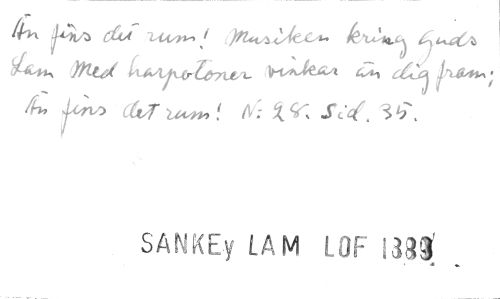 Än fins det rum! Musiken kring Guds
Lam Med harpotoner vinkar än dig fram;
Än fins det rum! N: 28. Sid. 35.
SANKEy LAM LOF 1889